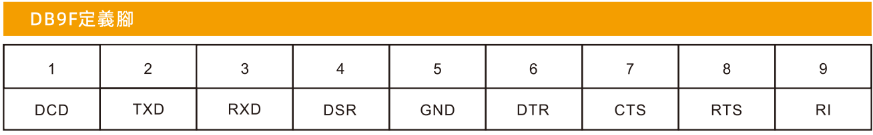 DB9F定義腳
1 2 3 4 5 6 7 8 9
DCD TXD RXD DSR GND DTR CTS RTS RI